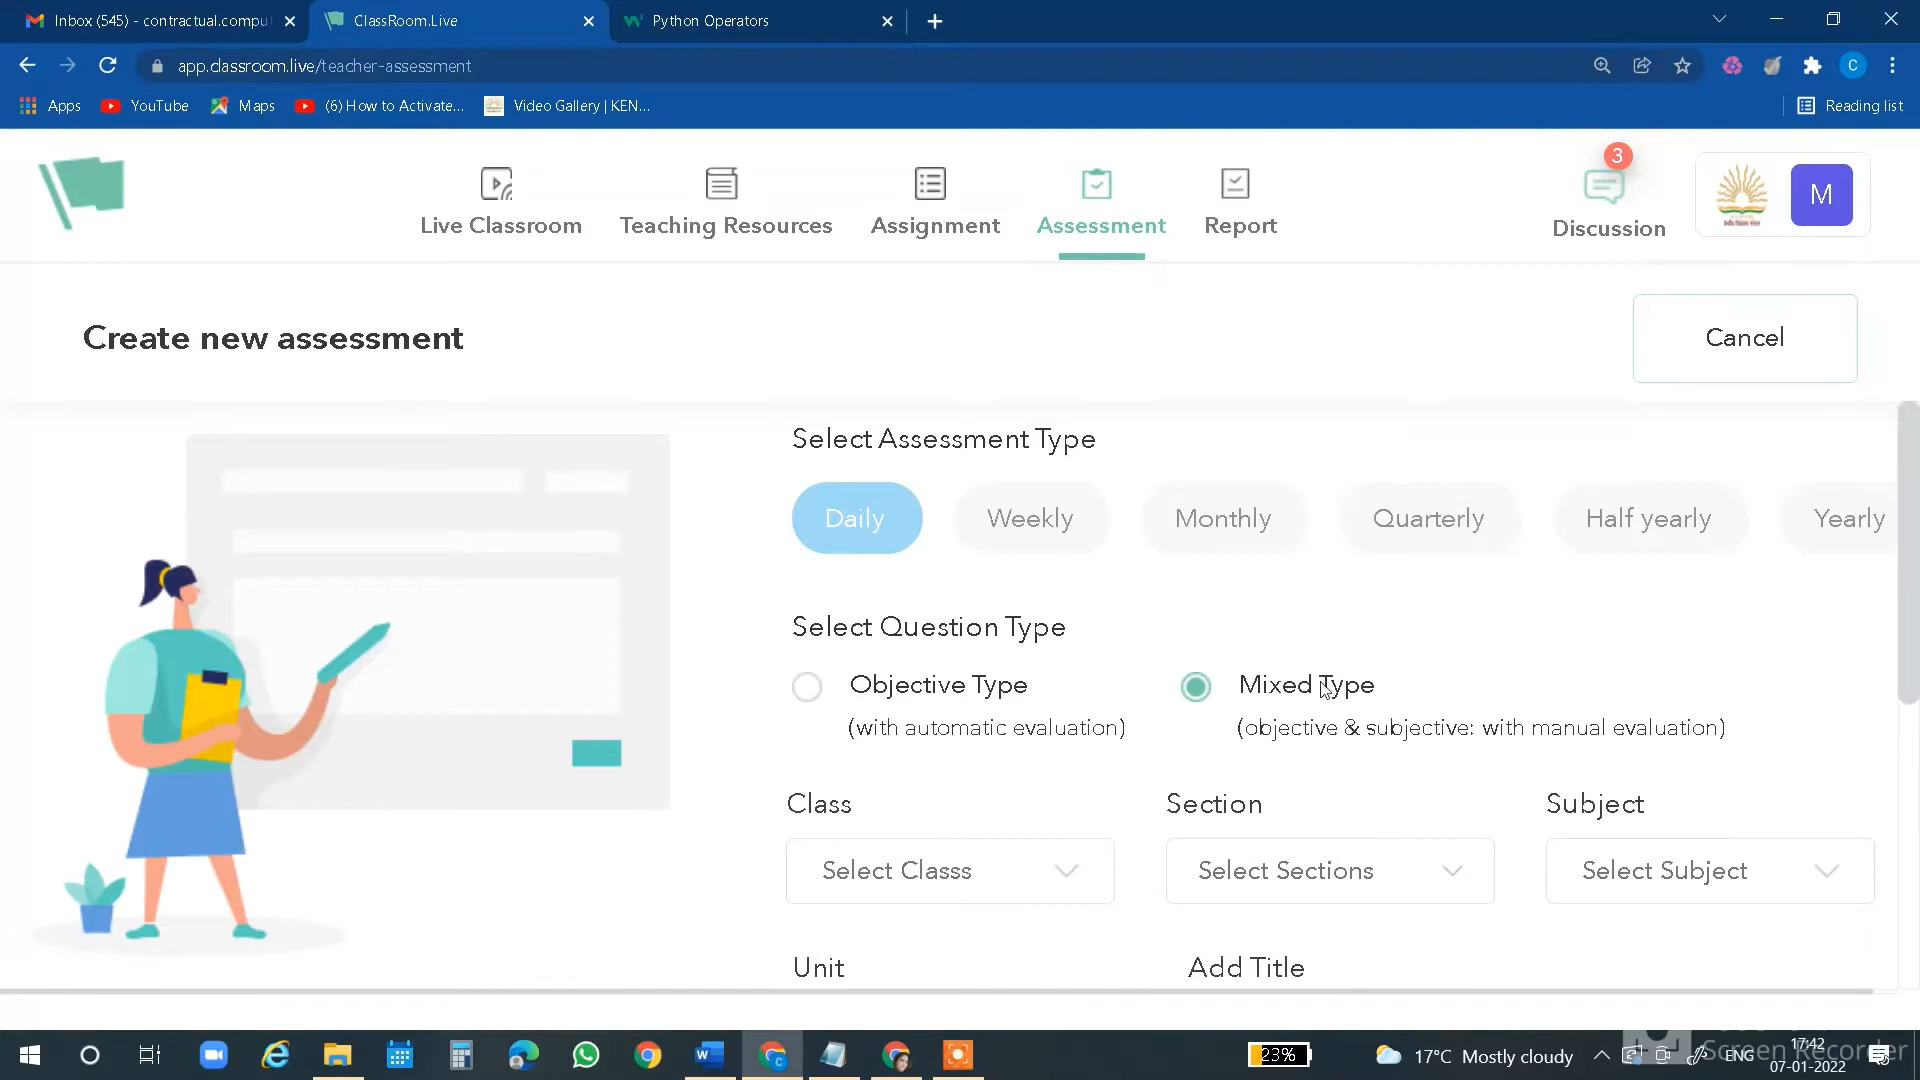 Inbox (545) - contractual.compu
ClassRoom.Live
Python Operators
app.classroom.live/teacher-assessment
C
Apps
YouTube
Maps
(6) How to Activate...
Video Gallery | KEN...
Reading list
3
M
Live Classroom
Teaching Resources
Assignment
Assessment
Report
Discussion
Create new assessment
Cancel
Select Assessment Type
Daily
Weekly
Monthly
Quarterly
Half yearly
Yearly
Select Question Type
Objective Type
Mixed Type
(with automatic evaluation)
(objective & subjective: with manual evaluation)
Class
Section
Subject
Select Classs
Select Sections
Select Subject
Unit
Add Title
23%
17°C Mostly cloudy
ENG
17:42
07-01-2022
Screen Recorder